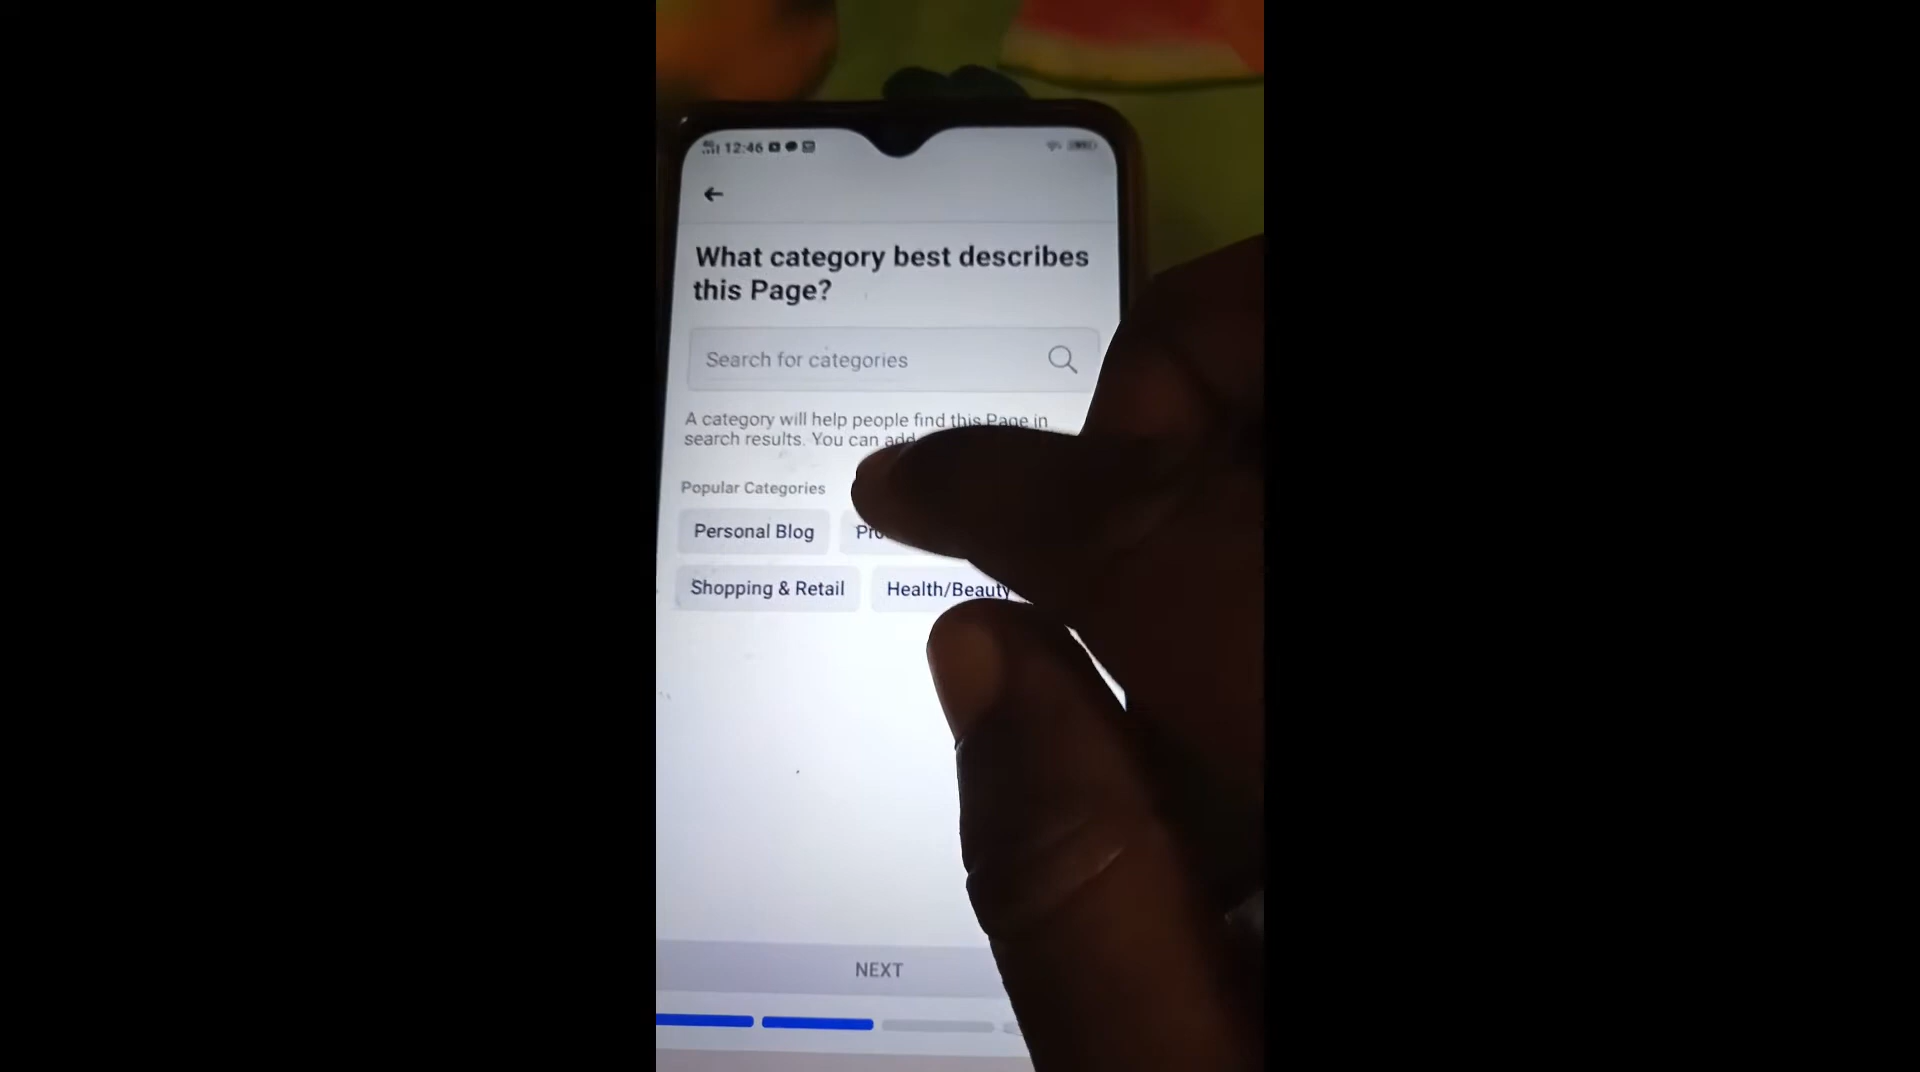 12:46
What category best describes
this Page?
Search for categories
A category will help people find this Page in
search results. You can add
Popular Categories
Personal Blog
Shopping & Retail
Health/Beauty
NEXT